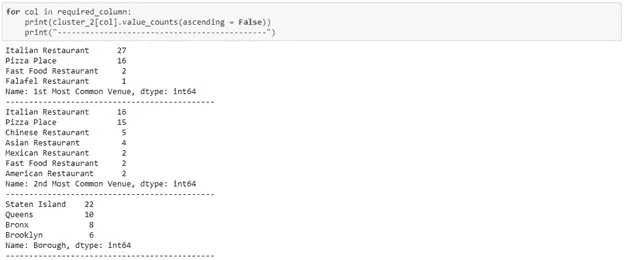 for col in required_column:
    print(cluster_2[col].value_counts(ascending = False))
    print("---------------------------------------------")
Italian Restaurant      27
Pizza Place             16
Fast Food Restaurant     2
Falafel Restaurant       1
Name: 1st Most Common Venue, dtype: int64
---------------------------------------------
Italian Restaurant      16
Pizza Place             15
Chinese Restaurant       5
Asian Restaurant         4
Mexican Restaurant       2
Fast Food Restaurant     2
American Restaurant      2
Name: 2nd Most Common Venue, dtype: int64
---------------------------------------------
Staten Island    22
Queens           10
Bronx             8
Brooklyn          6
Name: Borough, dtype: int64
---------------------------------------------